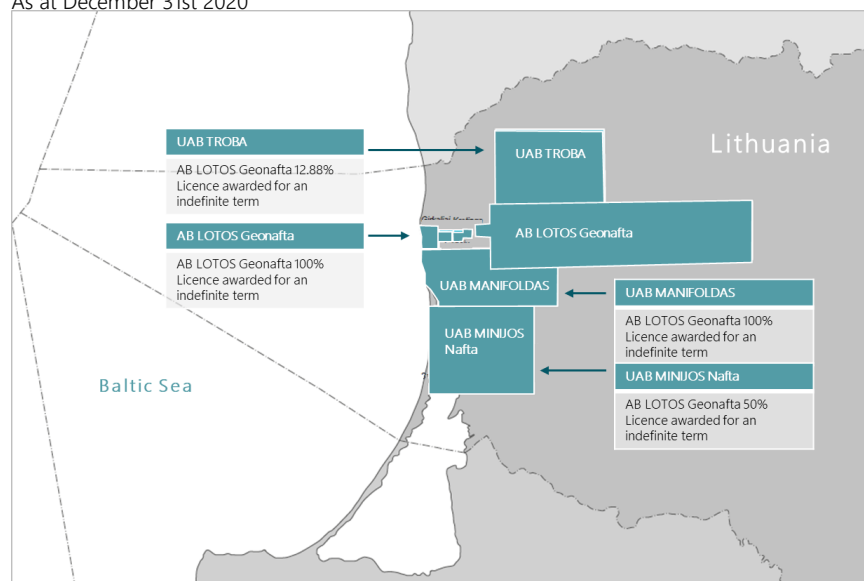 As at December 31st 2020
Lithuania
UAB TROBA
AB LOTOS Geonafta 12.88%
Licence awarded for an
indefinite term
UAB TROBA
AB LOTOS Geonafta
AB LOTOS Geonafta 100%
Licence awarded for an
indefinite term
AB LOTOS Geonafta
UAB MANIFOLDAS
UAB MANIFOLDAS
AB LOTOS Geonafta 100%
Licence awarded for an
indefinite term
UAB MINIJOS
Nafta
UAB MINIJOS Nafta
AB LOTOS Geonafta 50%
Licence awarded for an
indefinite term
Baltic Sea